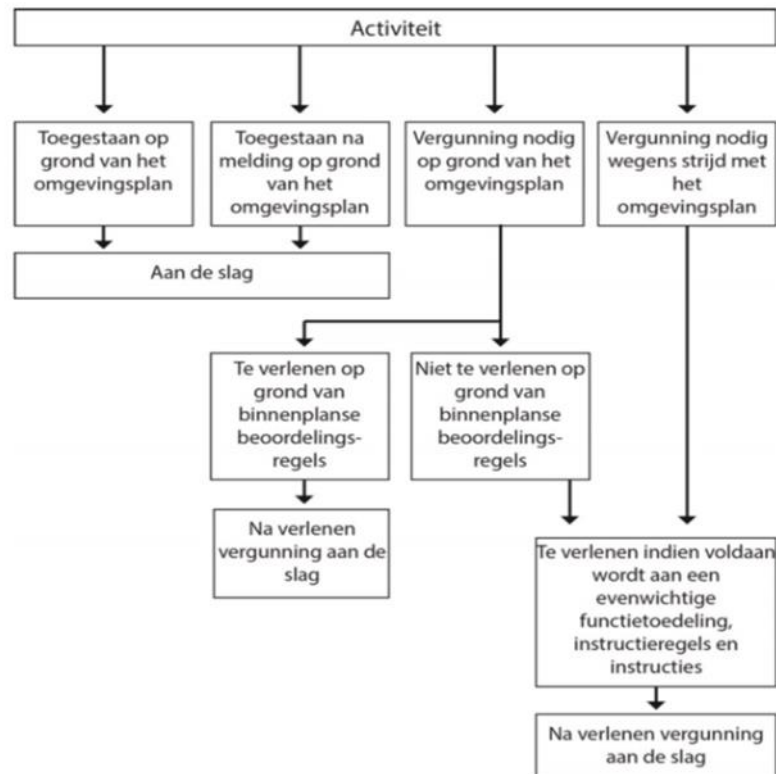 Activiteit
Toegestaan op
grond van het
omgevingsplan
Toegestaan na
melding op grond
van het
omgevingsplan
Vergunning nodig
op grond van het
omgevingsplan
Vergunning nodig
wegens strijd met
het
omgevingsplan
Aan de slag
Te verlenen op
grond van
binnenplanse
beoordelings-
regels
Niet te verlenen op
grond van
binnenplanse
beoordelings-
regels
Na verlenen
vergunning aan de
slag
Te verlenen indien voldaan
wordt aan een
evenwichtige
functietoedeling,
instructieregels en
instructies
Na verlenen vergunning
aan de slag